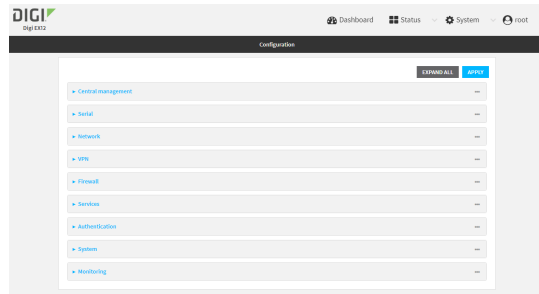 DIGI
Digi EX12
Dashboard
Status
System
root
Configuration
EXPAND ALL
APPLY
Central management
Serial
Network
VPN
Firewall
Services
Authentication
System
Monitoring